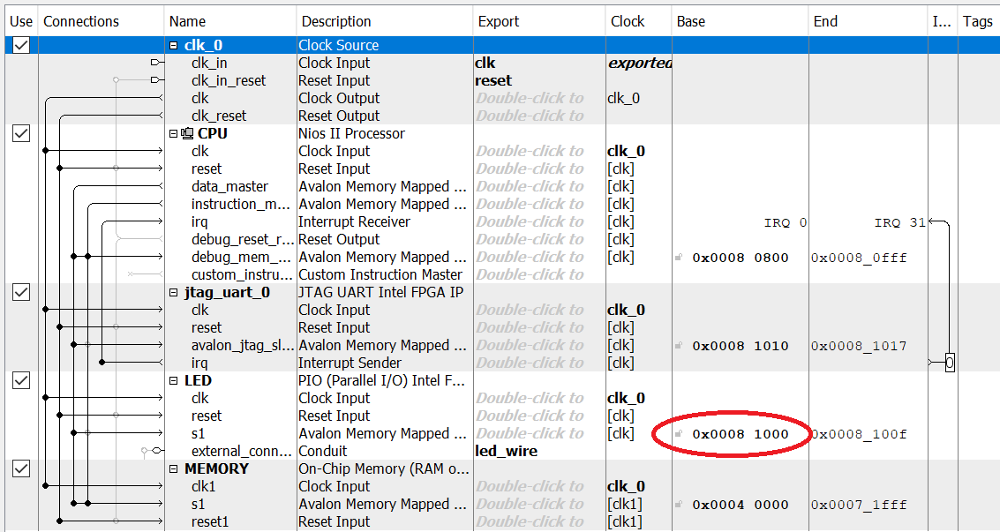 Use Connections Name Description Export Clock Base End I... Tags
clk_0 Clock Source
clk_in Clock Input clk exported
clk_in_reset Reset Input reset
clk Clock Output Double-click to clk_0
clk_reset Reset Output Double-click to
CPU Nios II Processor
clk Clock Input Double-click to clk_0
reset Reset Input Double-click to [clk]
data_master Avalon Memory Mapped ... Double-click to [clk]
instruction_m... Avalon Memory Mapped ... Double-click to [clk]
irq Interrupt Receiver Double-click to [clk] IRQ 0 IRQ 31
debug_reset_r... Reset Output Double-click to [clk]
debug_mem_... Avalon Memory Mapped ... Double-click to [clk] 0x0008 0800 0x0008_0fff
custom_instru... Custom Instruction Master Double-click to
jtag_uart_0 JTAG UART Intel FPGA IP
clk Clock Input Double-click to clk_0
reset Reset Input Double-click to [clk]
avalon_jtag_sl... Avalon Memory Mapped ... Double-click to [clk] 0x0008 1010 0x0008_1017
irq Interrupt Sender Double-click to [clk] 0
LED PIO (Parallel I/O) Intel F...
clk Clock Input Double-click to clk_0
reset Reset Input Double-click to [clk]
s1 Avalon Memory Mapped ... Double-click to [clk] 0x0008 1000 0x0008_100f
external_conn... Conduit led_wire
MEMORY On-Chip Memory (RAM o...
clk1 Clock Input Double-click to clk_0
s1 Avalon Memory Mapped ... Double-click to [clk1] 0x0004 0000 0x0007_1fff
reset1 Reset Input Double-click to [clk1]